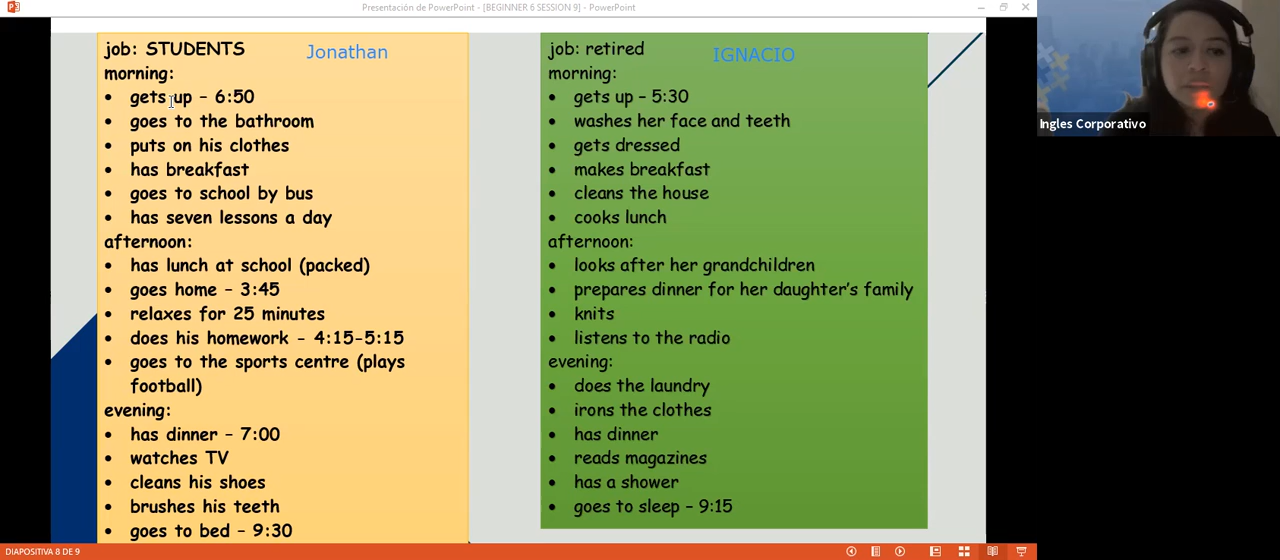 Presentación de PowerPoint - [BEGINNER 6 SESSION 9] - PowerPoint
job: STUDENTS
Jonathan
morning:
• gets up – 6:50
• goes to the bathroom
• puts on his clothes
• has breakfast
• goes to school by bus
• has seven lessons a day
afternoon:
• has lunch at school (packed)
• goes home – 3:45
• relaxes for 25 minutes
• does his homework – 4:15-5:15
• goes to the sports centre (plays
football)
evening:
• has dinner – 7:00
• watches TV
• cleans his shoes
• brushes his teeth
• goes to bed – 9:30
job: retired
IGNACIO
morning:
• gets up – 5:30
• washes her face and teeth
• gets dressed
• makes breakfast
• cleans the house
• cooks lunch
afternoon:
• looks after her grandchildren
• prepares dinner for her daughter's family
• knits
• listens to the radio
evening:
• does the laundry
• irons the clothes
• has dinner
• reads magazines
• has a shower
• goes to sleep – 9:15
Ingles Corporativo
DIAPOSITIVA 8 DE 9